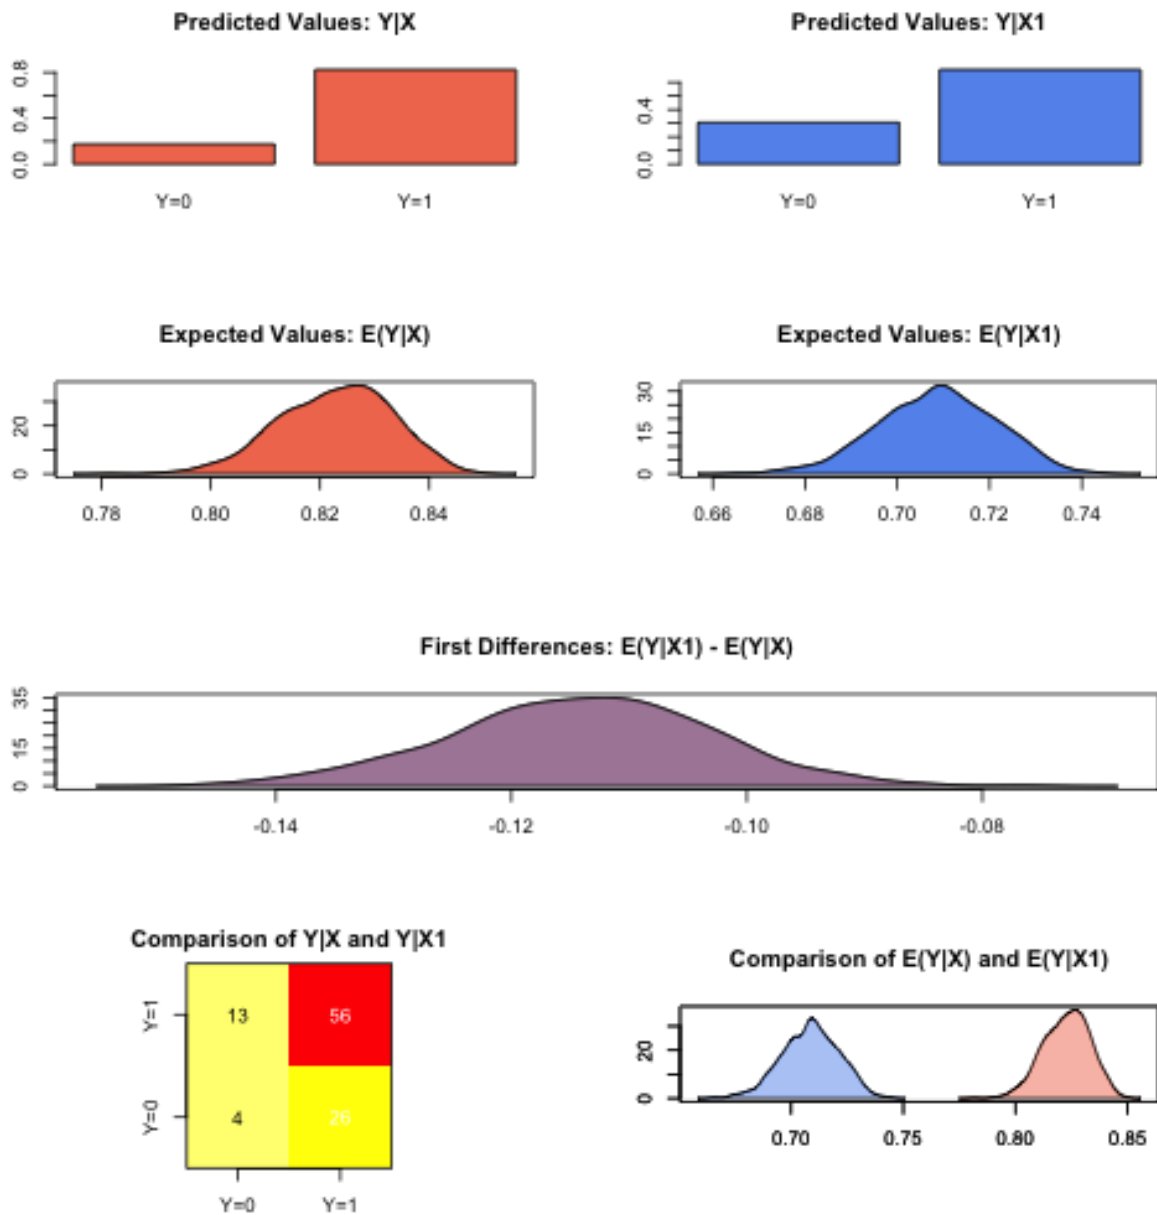 Predicted Values: Y|X
0.0 0.4 0.8
Y=0 Y=1
Predicted Values: Y|X1
0.0 0.4
Y=0 Y=1
Expected Values: E(Y|X)
0 20
0.78 0.80 0.82 0.84
Expected Values: E(Y|X1)
0 15 30
0.66 0.68 0.70 0.72 0.74
First Differences: E(Y|X1) - E(Y|X)
0 15 35
-0.14 -0.12 -0.10 -0.08
Comparison of Y|X and Y|X1
Y=1 13 56
Y=0 4 26
Y=0 Y=1
Comparison of E(Y|X) and E(Y|X1)
0 20
0.70 0.75 0.80 0.85